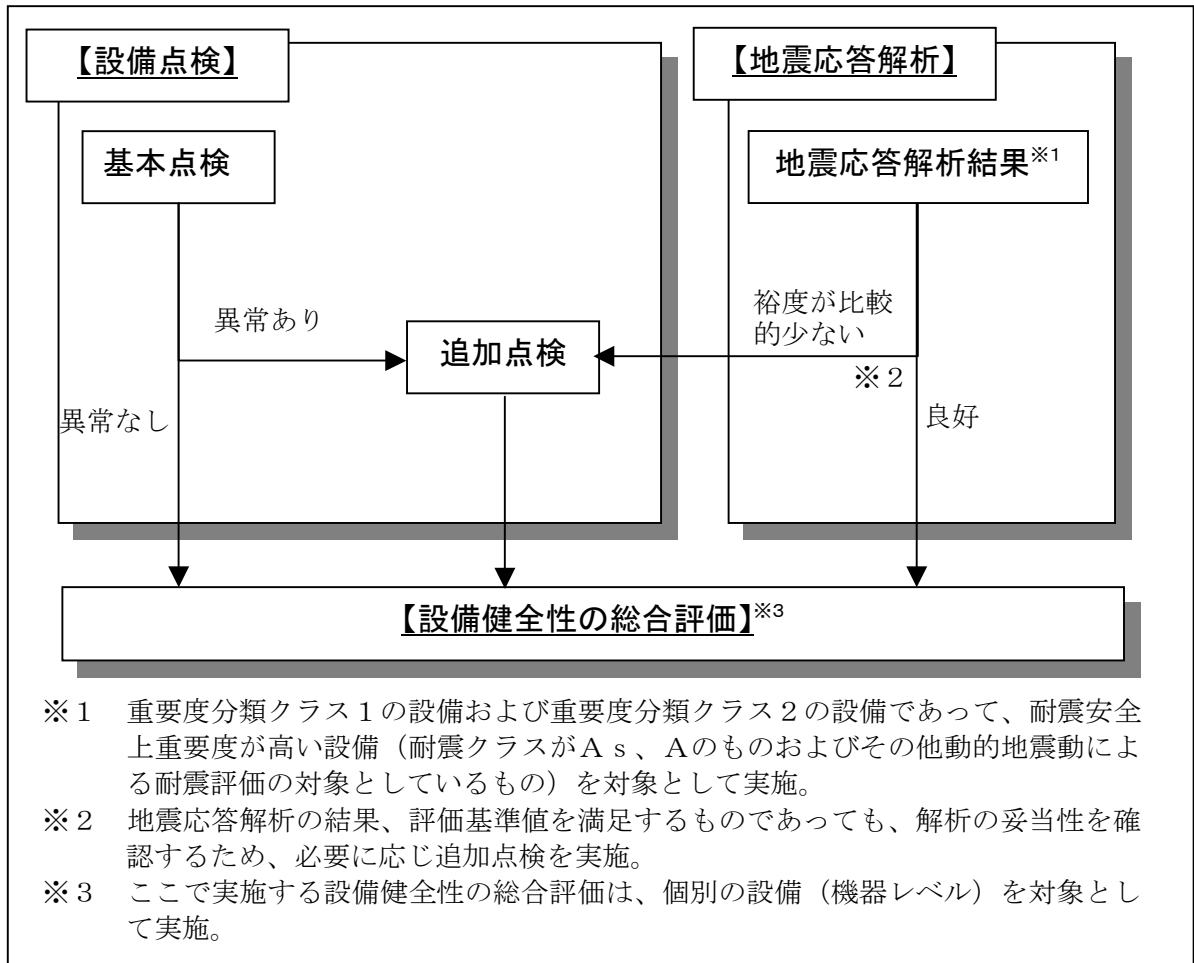 【設備点検】
【地震応答解析】
基本点検
地震応答解析結果※1
異常あり
追加点検
裕度が比較
的少ない
※２
異常なし
良好
【設備健全性の総合評価】※3
※１　重要度分類クラス１の設備および重要度分類クラス２の設備であって、耐震安全
上重要度が高い設備（耐震クラスがＡｓ、Ａのものおよびその他動的地震動によ
る耐震評価の対象としているもの）を対象として実施。
※２　地震応答解析の結果、評価基準値を満足するものであっても、解析の妥当性を確
認するため、必要に応じ追加点検を実施。
※３　ここで実施する設備健全性の総合評価は、個別の設備（機器レベル）を対象とし
て実施。